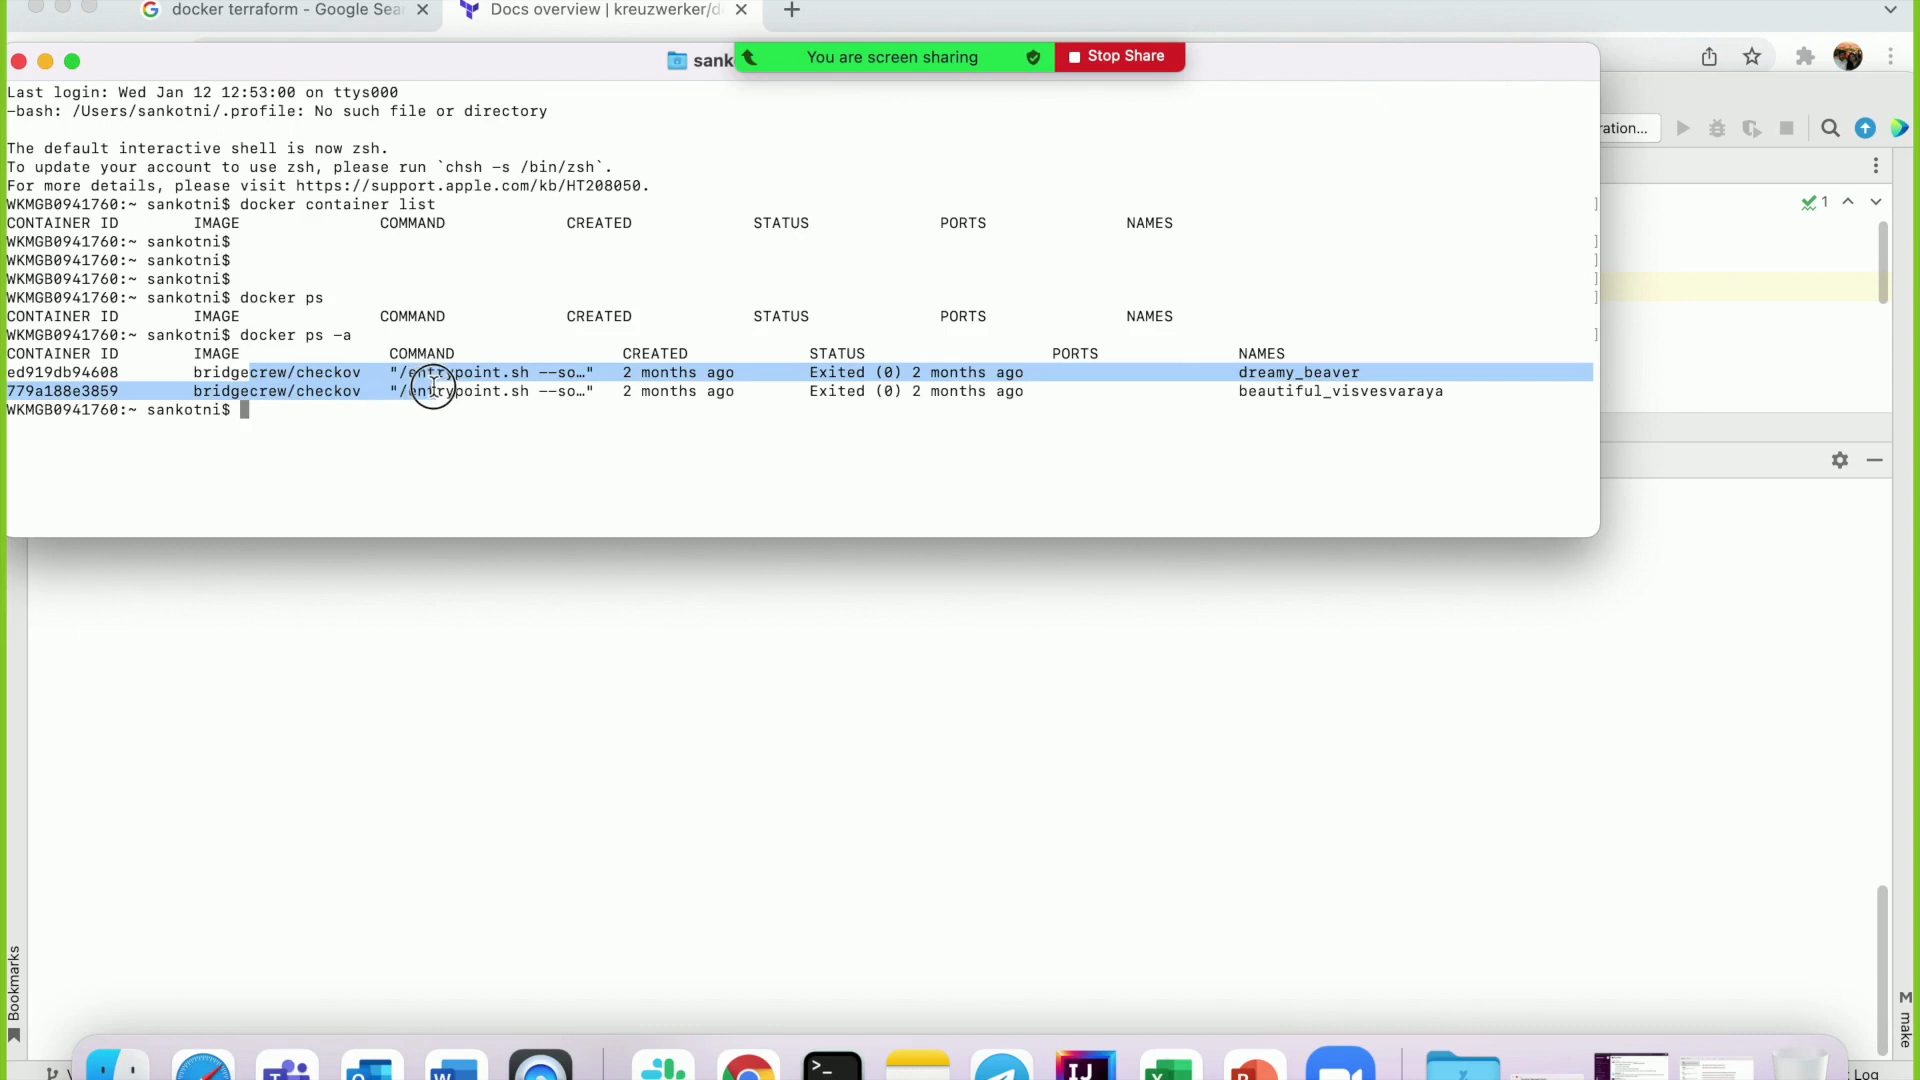 docker terraform - Google Sear
Docs overview | kreuzwerker/d
sank
You are screen sharing
Stop Share
Last login: Wed Jan 12 12:53:00 on ttys000
-bash: /Users/sankotni/.profile: No such file or directory
ration...
The default interactive shell is now zsh.
To update your account to use zsh, please run `chsh -s /bin/zsh`.
For more details, please visit https://support.apple.com/kb/HT208050.
WKMGB0941760:~ sankotni$ docker container list
1
CONTAINER ID IMAGE COMMAND CREATED STATUS PORTS NAMES
WKMGB0941760:~ sankotni$
WKMGB0941760:~ sankotni$
WKMGB0941760:~ sankotni$
WKMGB0941760:~ sankotni$ docker ps
CONTAINER ID IMAGE COMMAND CREATED STATUS PORTS NAMES
WKMGB0941760:~ sankotni$ docker ps -a
CONTAINER ID IMAGE COMMAND CREATED STATUS PORTS NAMES
ed919db94608 bridgecrew/checkov "/entrypoint.sh --so…" 2 months ago Exited (0) 2 months ago dreamy_beaver
779a188e3859 bridgecrew/checkov "/entrypoint.sh --so…" 2 months ago Exited (0) 2 months ago beautiful_visvesvaraya
WKMGB0941760:~ sankotni$
Bookmarks
M make
IJ
Log